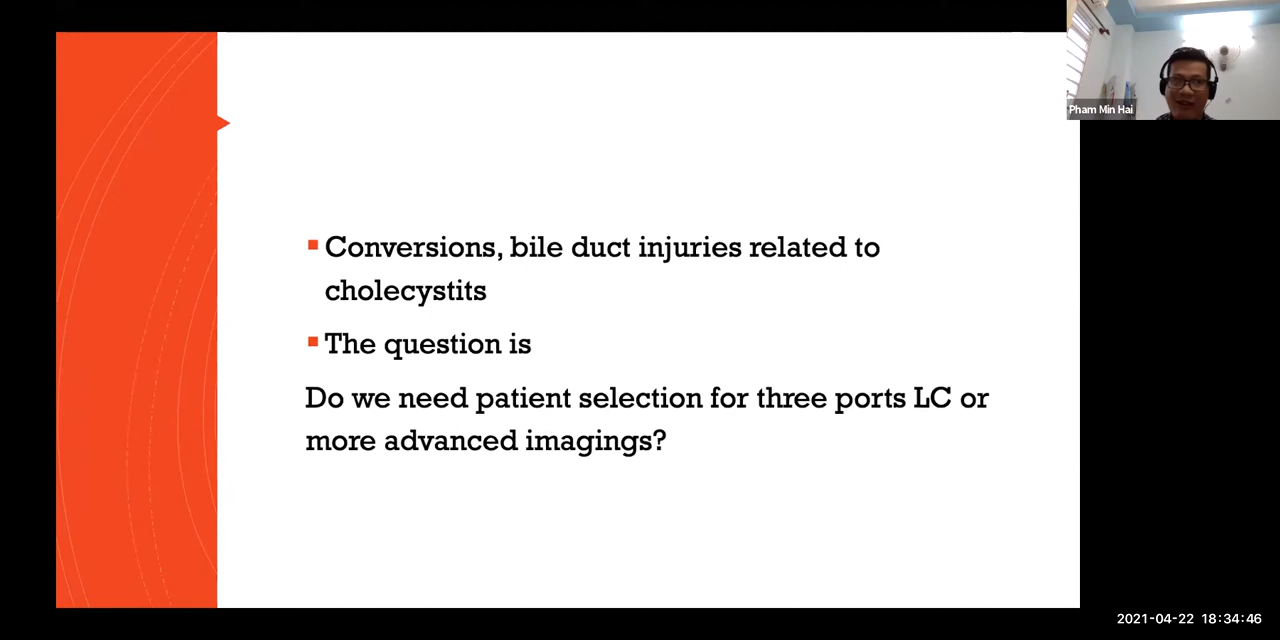 Pham Min Hai
▪ Conversions, bile duct injuries related to
cholecystits
▪ The question is
Do we need patient selection for three ports LC or
more advanced imagings?
2021-04-22 18:34:46